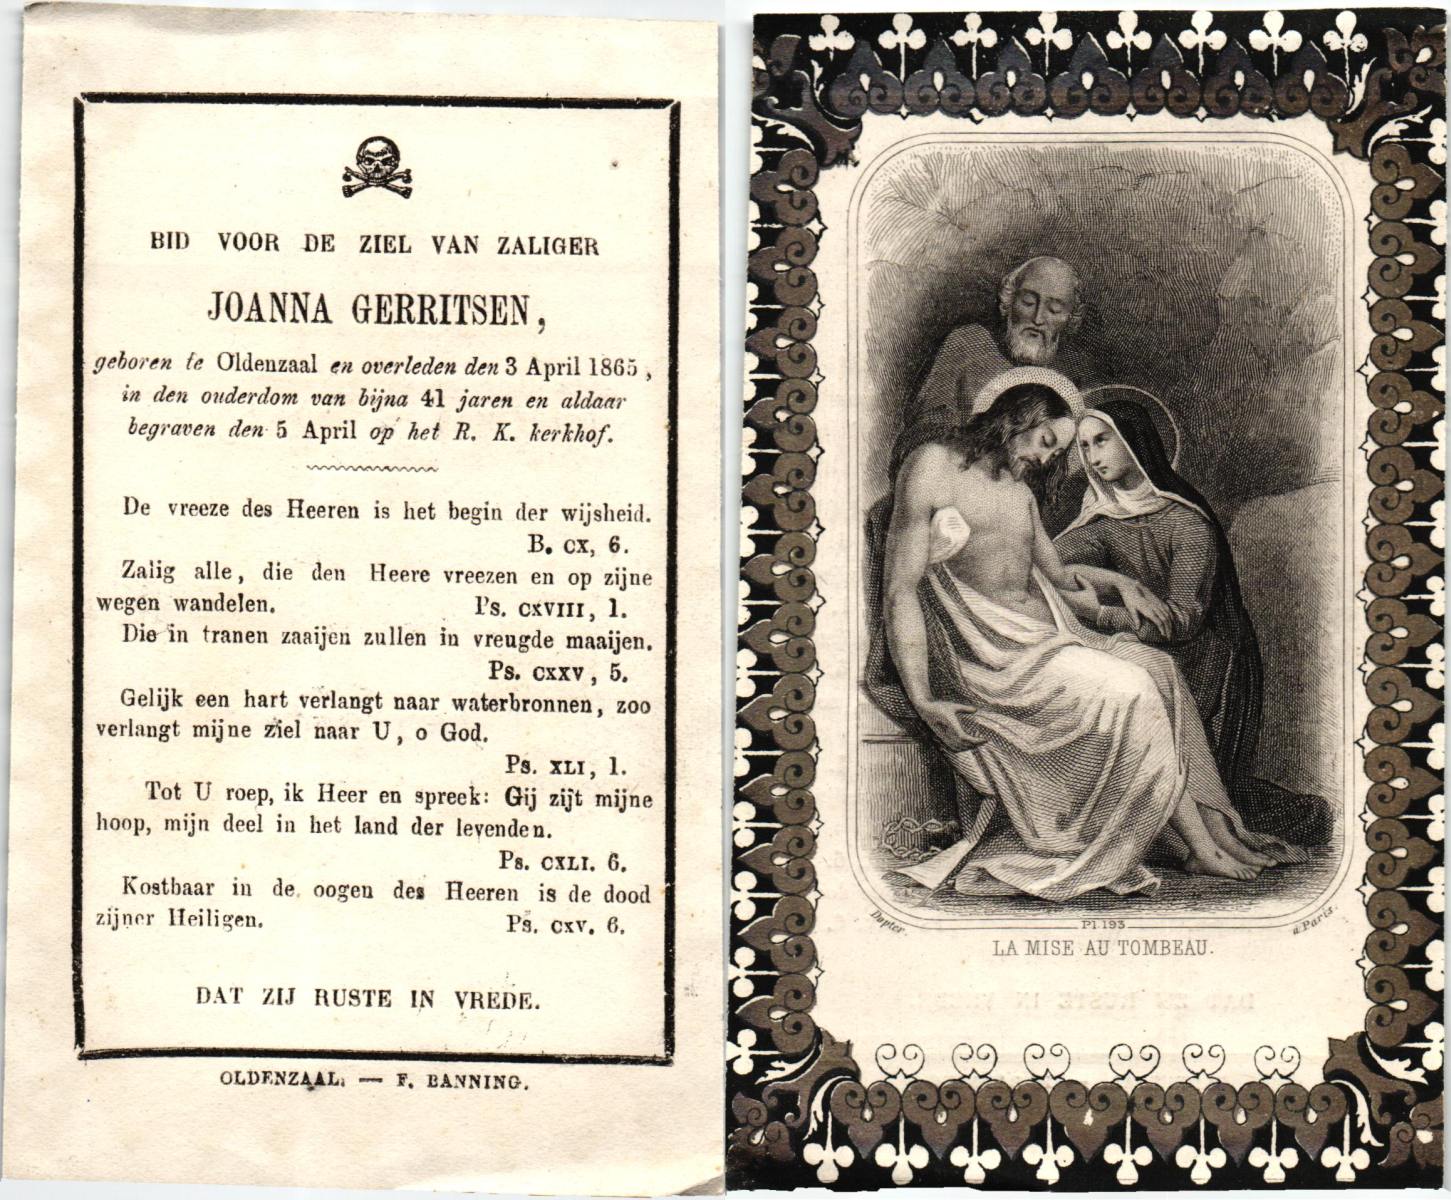 BID VOOR DE ZIEL VAN ZALIGER
JOANNA GERRITSEN,
geboren te Oldenzaal en overleden den 3 April 1865,
in den ouderdom van bijna 41 jaren en aldaar
begraven den 5 April op het R. K. kerkhof.
De vreeze des Heeren is het begin der wijsheid.
B. CX, 6.
Zalig alle, die den Heere vreezen en op zijne
wegen wandelen. Ps. CXVIII, 1.
Die in tranen zaaijen zullen in vreugde maaijen.
Ps. CXXV, 5.
Gelijk een hart verlangt naar waterbronnen, zoo
verlangt mijne ziel naar U, o God.
Ps. XLI, 1.
Tot U roep, ik Heer en spreek: Gij zijt mijne
hoop, mijn deel in het land der levenden.
Ps. CXLI. 6.
Kostbaar in de oogen des Heeren is de dood
zijner Heiligen. Ps. CXV. 6.
DAT ZIJ RUSTE IN VREDE.
OLDENZAAL. — F. BANNING.
Dopter. Pl. 193 à Paris.
LA MISE AU TOMBEAU.